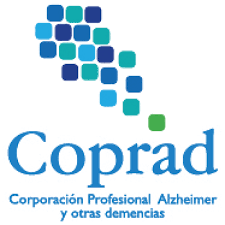 Coprad
Corporación Profesional Alzheimer
y otras demencias